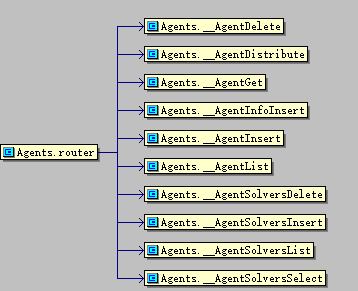 Agents.__AgentDelete
Agents.__AgentDistribute
Agents.__AgentGet
Agents.__AgentInfoInsert
Agents.__AgentInsert
Agents.router
Agents.__AgentList
Agents.__AgentSolversDelete
Agents.__AgentSolversInsert
Agents.__AgentSolversList
Agents.__AgentSolversSelect